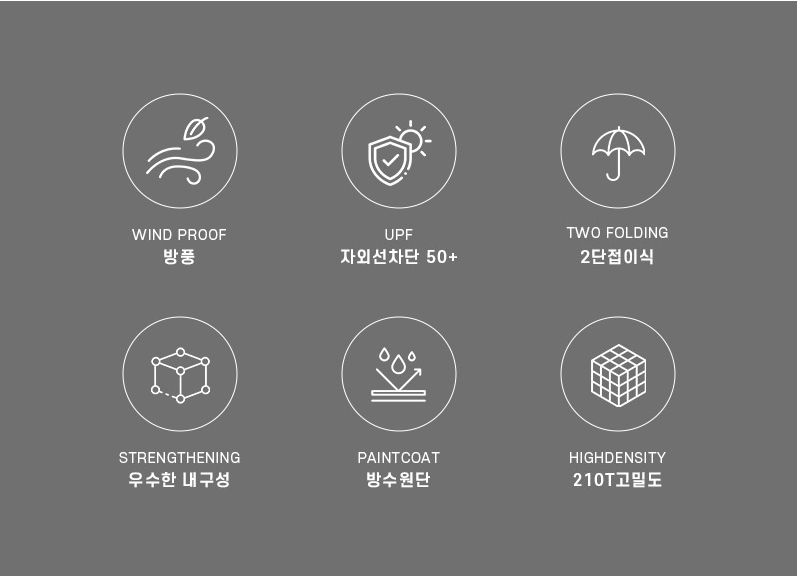 WIND PROOF
방풍
UPF
자외선차단 50+
TWO FOLDING
2단접이식
STRENGTHENING
우수한 내구성
PAINTCOAT
방수원단
HIGHDENSITY
210T고밀도